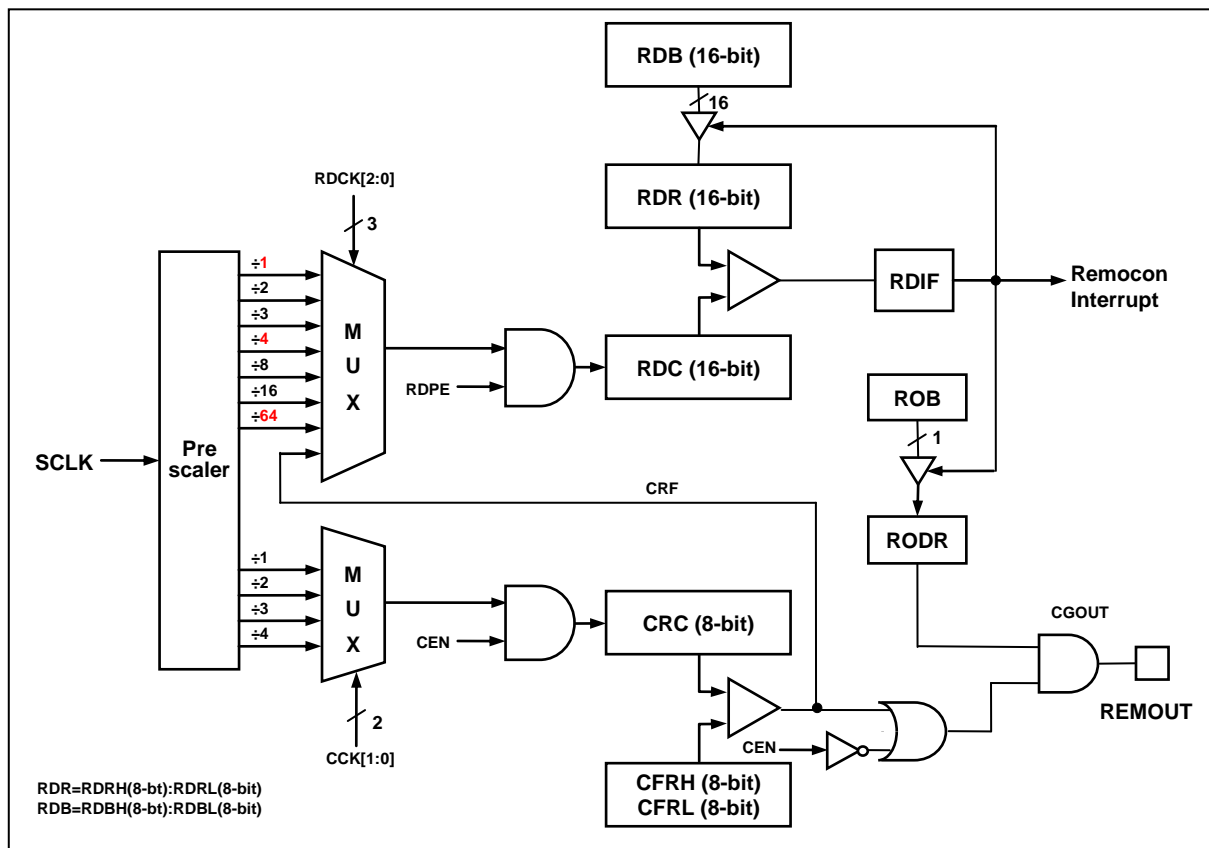 RDB (16-bit)
16
RDCK[2:0]
3
RDR (16-bit)
÷1
÷2
÷3
÷4
÷8
÷16
÷64
M
U
X
RDPE
RDC (16-bit)
RDIF
Remocon
Interrupt
ROB
1
RODR
SCLK
Pre
scaler
CRF
÷1
÷2
÷3
÷4
M
U
X
CEN
CRC (8-bit)
CGOUT
REMOUT
2
CCK[1:0]
CEN
CFRH (8-bit)
CFRL (8-bit)
RDR=RDRH(8-bt):RDRL(8-bit)
RDB=RDBH(8-bt):RDBL(8-bit)